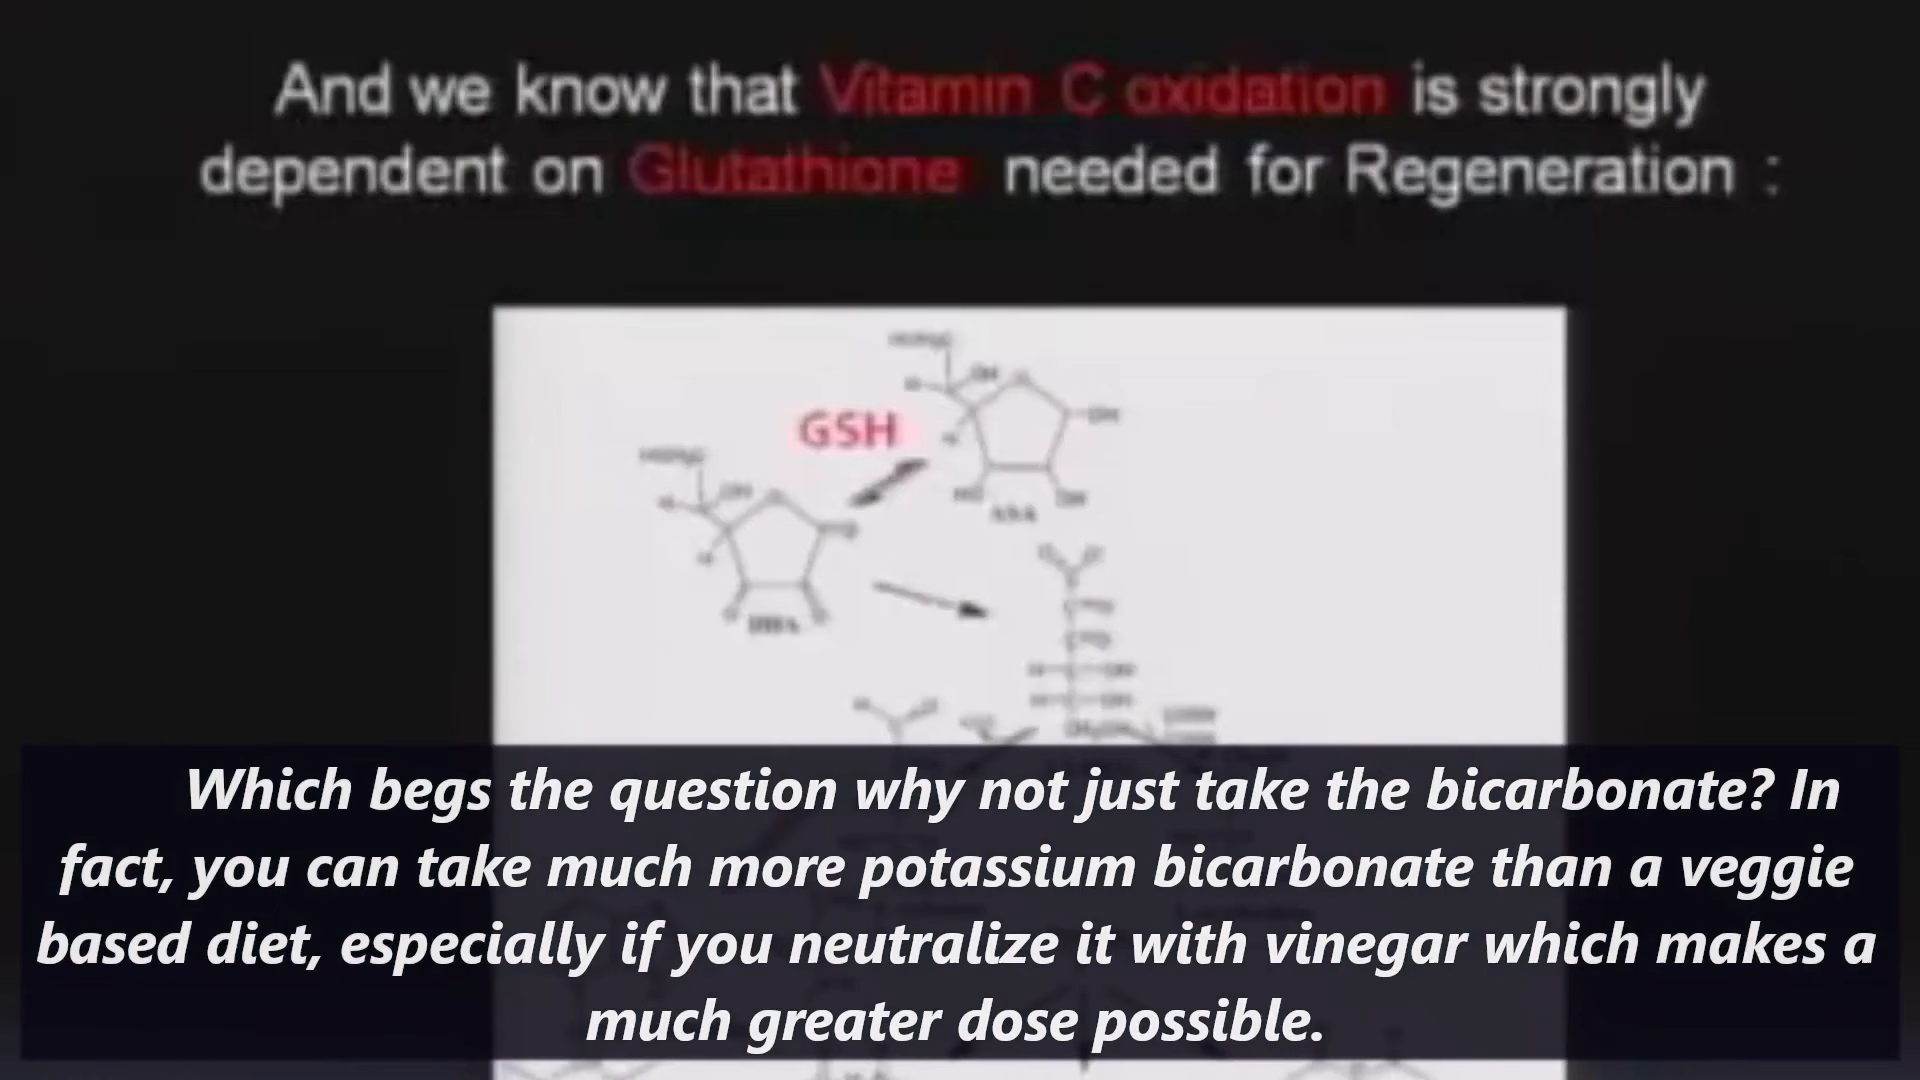 And we know that Vitamin C oxidation is strongly
dependent on Glutathione needed for Regeneration :
GSH
ASA
DHA
Which begs the question why not just take the bicarbonate? In
fact, you can take much more potassium bicarbonate than a veggie
based diet, especially if you neutralize it with vinegar which makes a
much greater dose possible.